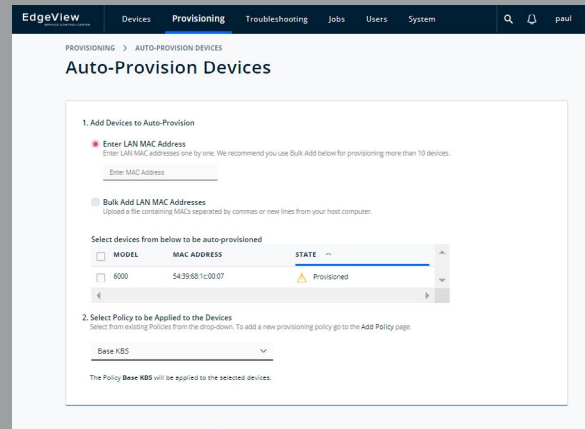 EdgeView
SERVICE CONTROL CENTER
Devices Provisioning Troubleshooting Jobs Users System paul
PROVISIONING > AUTO-PROVISION DEVICES
Auto-Provision Devices
1. Add Devices to Auto-Provision
Enter LAN MAC Address
Enter LAN MAC addresses one by one. We recommend you use Bulk Add below for provisioning more than 10 devices.
Enter MAC Address
Bulk Add LAN MAC Addresses
Upload a file containing MACs separated by commas or new lines from your host computer.
Select devices from below to be auto-provisioned
MODEL MAC ADDRESS STATE
6000 54:39:68:1c:00:07 Provisioned
2. Select Policy to be Applied to the Devices
Select from existing Policies from the drop-down. To add a new provisioning policy go to the Add Policy page.
Base KBS
The Policy Base KBS will be applied to the selected devices.